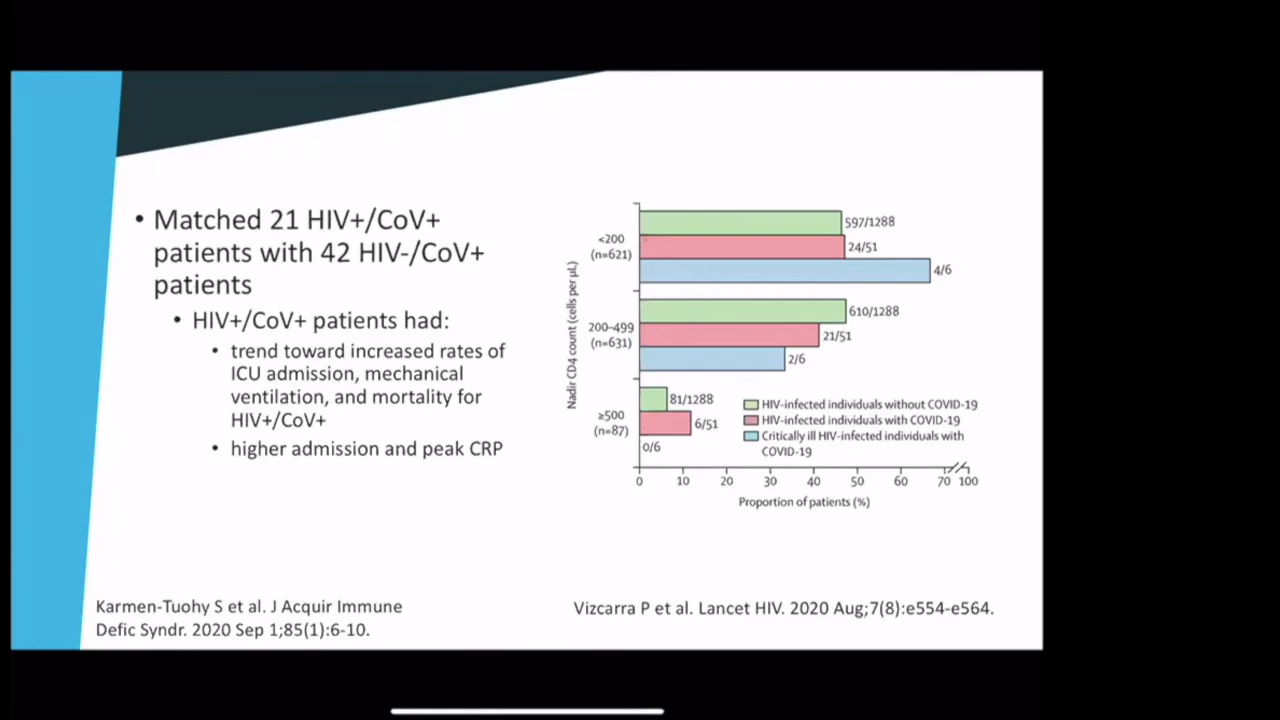 • Matched 21 HIV+/CoV+
patients with 42 HIV-/CoV+
patients
• HIV+/CoV+ patients had:
• trend toward increased rates of
ICU admission, mechanical
ventilation, and mortality for
HIV+/CoV+
• higher admission and peak CRP
Karmen-Tuohy S et al. J Acquir Immune
Defic Syndr. 2020 Sep 1;85(1):6-10.
Nadir CD4 count (cells per μL)
<200
(n=621)
597/1288
24/51
4/6
200–499
(n=631)
610/1288
21/51
2/6
≥500
(n=87)
81/1288
6/51
0/6
HIV-infected individuals without COVID-19
HIV-infected individuals with COVID-19
Critically ill HIV-infected individuals with
COVID-19
0 10 20 30 40 50 60 70 100
Proportion of patients (%)
Vizcarra P et al. Lancet HIV. 2020 Aug;7(8):e554-e564.